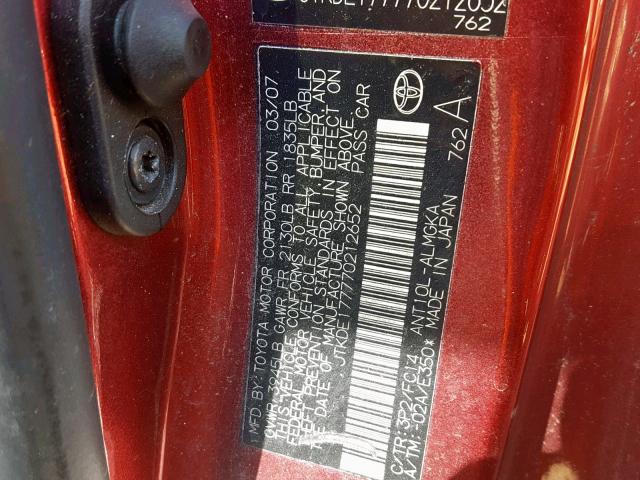 JTKDE177770212652
762
MFD. BY: TOYOTA MOTOR CORPORATION 03/07
GVWR 3945LB GAWR FR 2130LB RR 1835LB
THIS VEHICLE CONFORMS TO ALL APPLICABLE
FEDERAL MOTOR VEHICLE SAFETY, BUMPER, AND
THEFT PREVENTION STANDARDS IN EFFECT ON
THE DATE OF MANUFACTURE SHOWN ABOVE.
JTKDE177770212652 PASS CAR
C/TR: 3P2/FC14 ANT10L-ALMGKA
A/TM: -02A/E350* MADE IN JAPAN 762 A